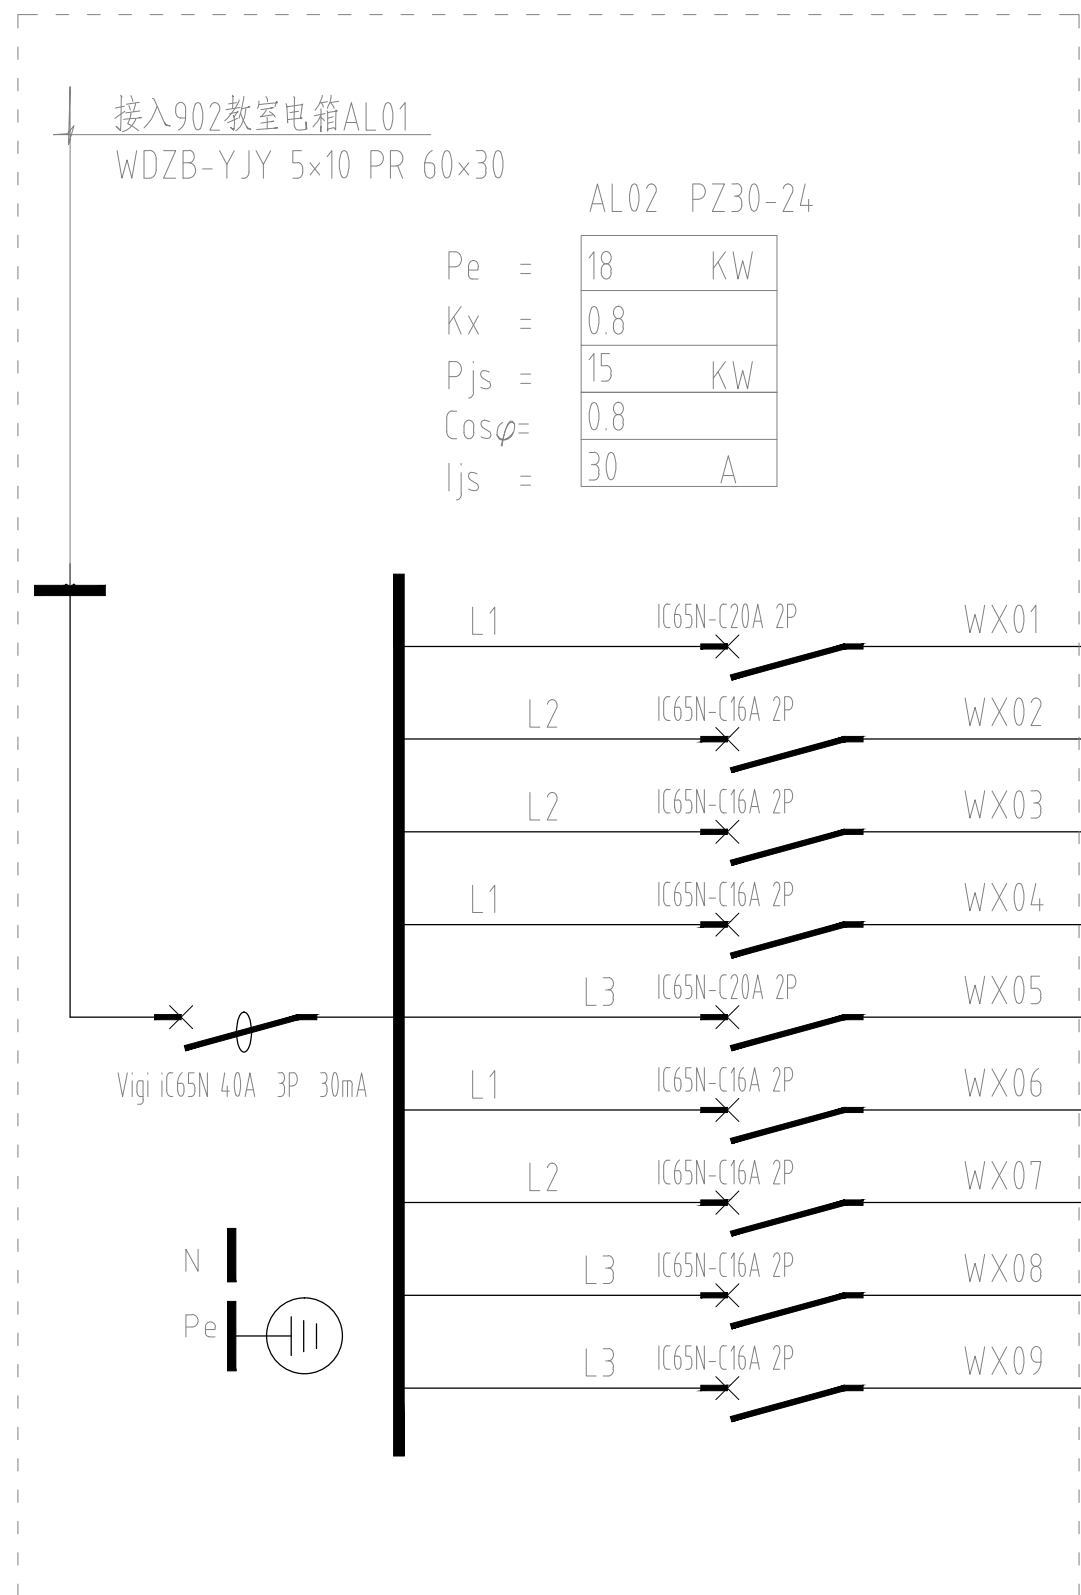 接入902教室电箱AL01
WDZB-YJY 5×10 PR 60×30
AL02 PZ30-24
Pe = 18 KW
Kx = 0.8
Pjs = 15 KW
Cosφ= 0.8
Ijs = 30 A
L1 IC65N-C20A 2P WX01
L2 IC65N-C16A 2P WX02
L2 IC65N-C16A 2P WX03
L1 IC65N-C16A 2P WX04
L3 IC65N-C20A 2P WX05
Vigi iC65N 40A 3P 30mA
L1 IC65N-C16A 2P WX06
L2 IC65N-C16A 2P WX07
N
L3 IC65N-C16A 2P WX08
Pe
L3 IC65N-C16A 2P WX09